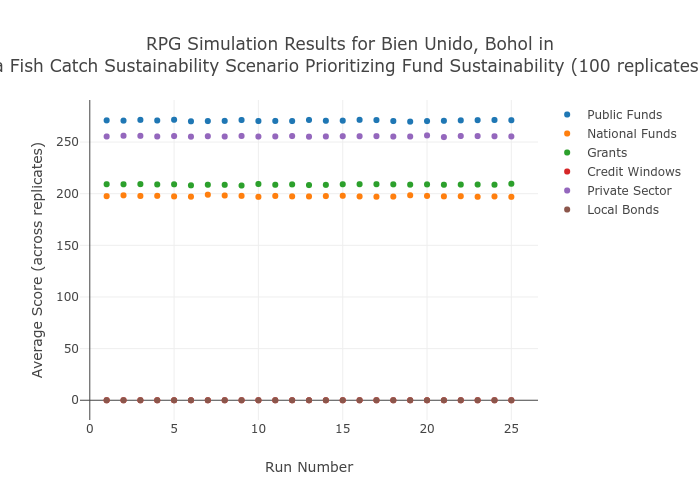 RPG Simulation Results for Bien Unido, Bohol in
a Fish Catch Sustainability Scenario Prioritizing Fund Sustainability (100 replicates
Average Score (across replicates)
250
200
150
100
50
0
0 5 10 15 20 25
Run Number
Public Funds
National Funds
Grants
Credit Windows
Private Sector
Local Bonds